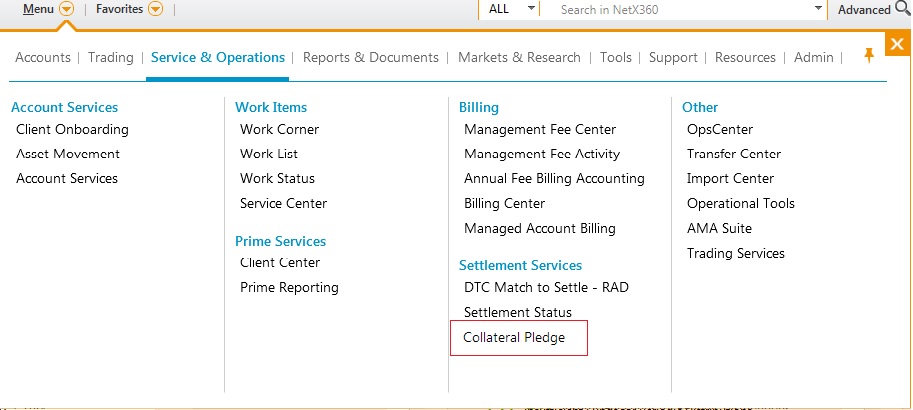 Menu | Favorites | ALL Search in NetX360 Advanced
Accounts | Trading | Service & Operations | Reports & Documents | Markets & Research | Tools | Support | Resources | Admin |
Account Services
Client Onboarding
Asset Movement
Account Services
Work Items
Work Corner
Work List
Work Status
Service Center
Prime Services
Client Center
Prime Reporting
Billing
Management Fee Center
Management Fee Activity
Annual Fee Billing Accounting
Billing Center
Managed Account Billing
Settlement Services
DTC Match to Settle - RAD
Settlement Status
Collateral Pledge
Other
OpsCenter
Transfer Center
Import Center
Operational Tools
AMA Suite
Trading Services